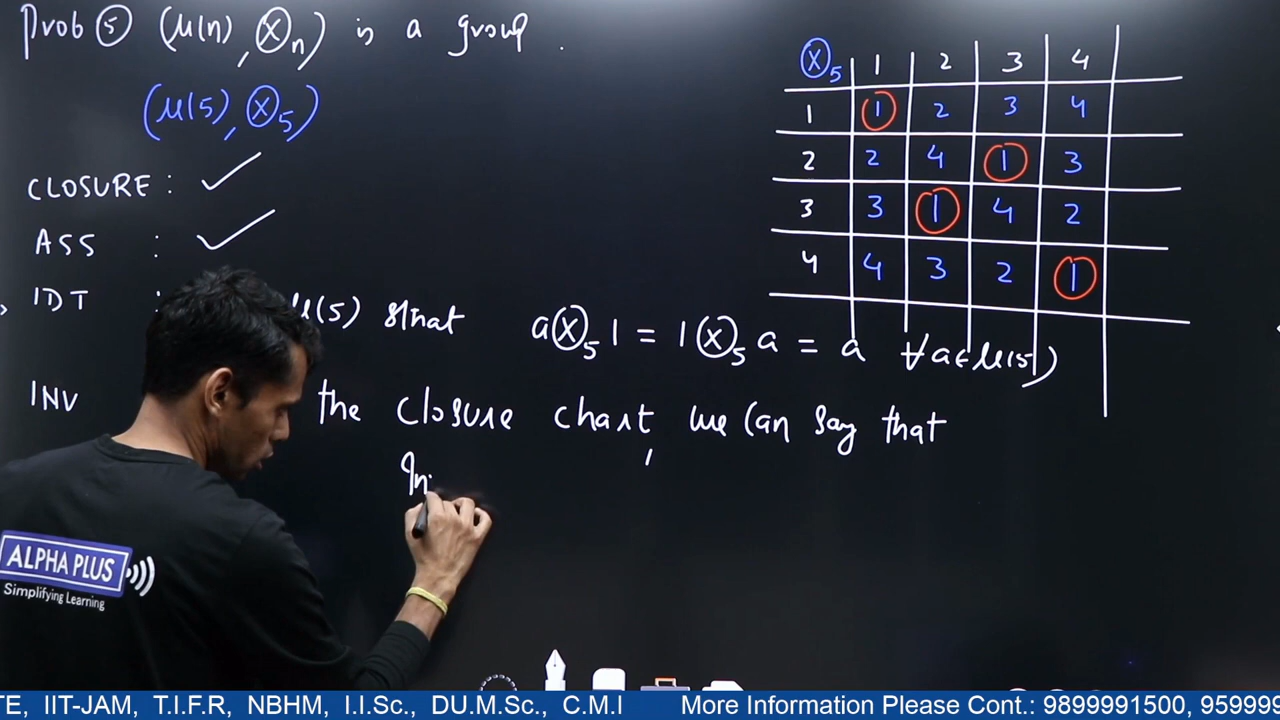 Prob ⑤ (μ(n), ⊗n) is a group.
(μ(5), ⊗5)
CLOSURE : ✓
ASS : ✓
IDT : μ(5) s that a ⊗5 1 = 1 ⊗5 a = a ∀ a ∈ μ(5))
INV the closure chart, we can say that
In
⊗5 1 2 3 4
1 1 2 3 4
2 2 4 1 3
3 3 1 4 2
4 4 3 2 1
ALPHA PLUS
Simplifying Learning
TE, IIT-JAM, T.I.F.R, NBHM, I.I.Sc., DU.M.Sc., C.M.I More Information Please Cont.: 9899991500, 95999